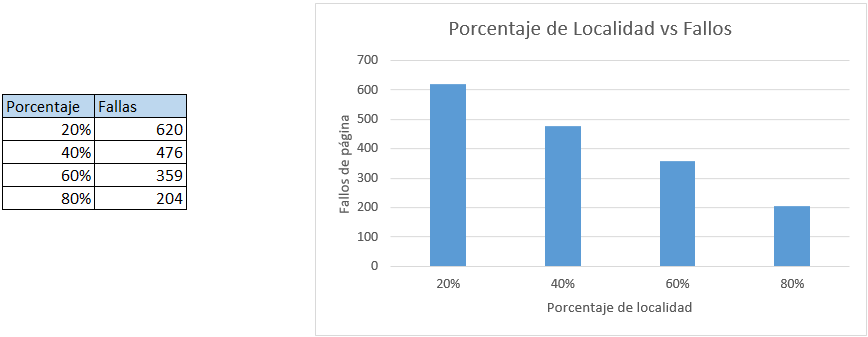 Porcentaje Fallas
20% 620
40% 476
60% 359
80% 204
Porcentaje de Localidad vs Fallos
Fallos de página
700
600
500
400
300
200
100
0
20% 40% 60% 80%
Porcentaje de localidad